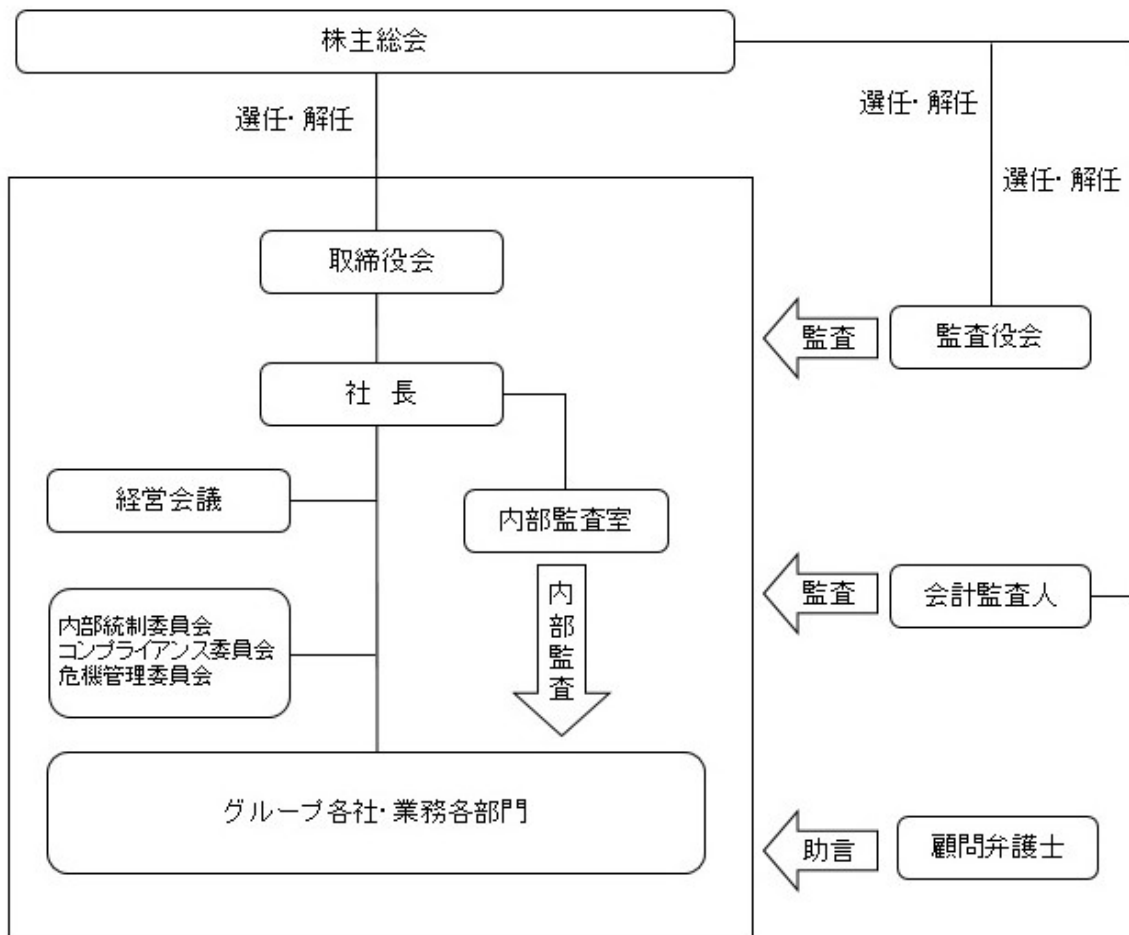 株主総会
選任・解任
選任・解任
選任・解任
取締役会
監査
監査役会
社 長
経営会議
内部監査室
内部監査
監査
会計監査人
内部統制委員会
コンプライアンス委員会
危機管理委員会
グループ各社・業務各部門
助言
顧問弁護士